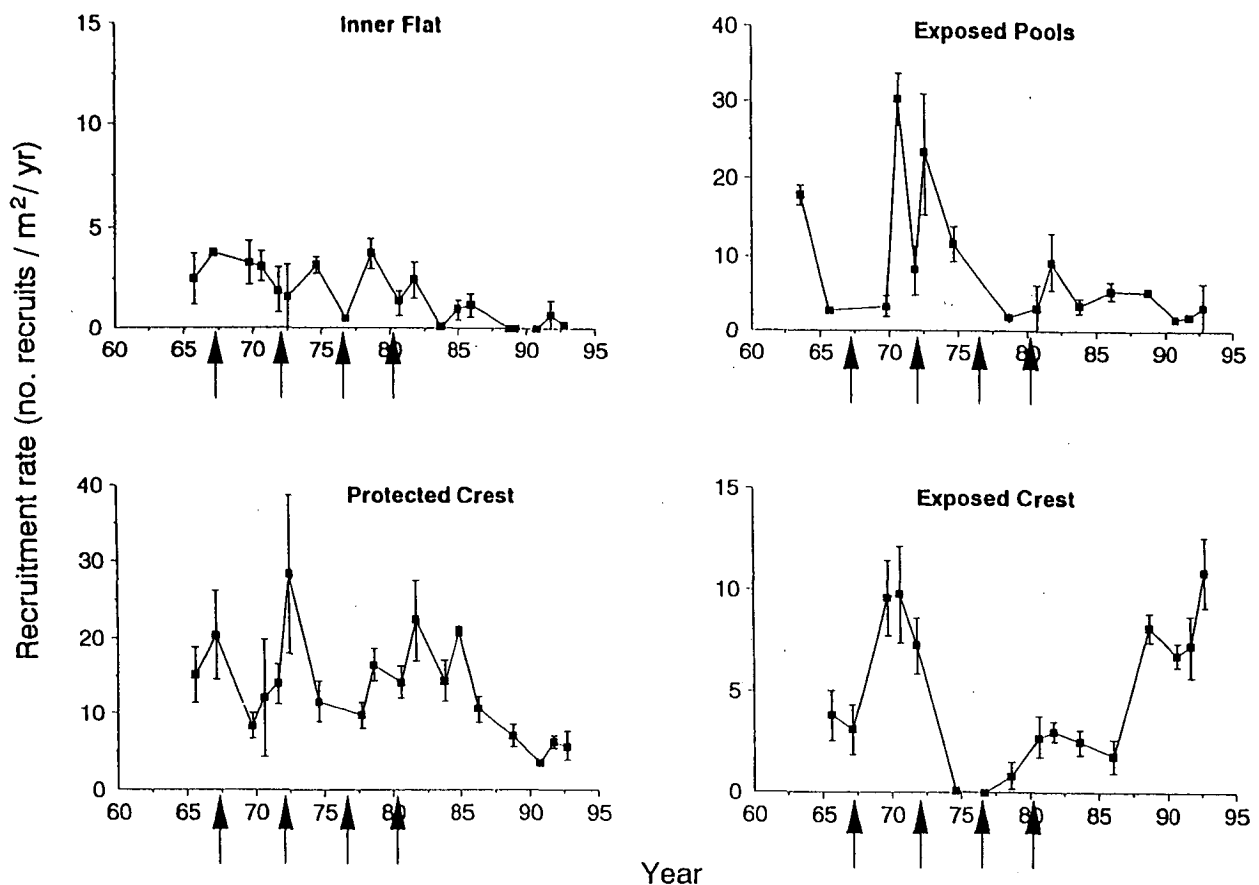 Inner Flat
15
10
5
0
60 65 70 75 80 85 90 95
Exposed Pools
40
30
20
10
0
60 65 70 75 80 85 90 95
Protected Crest
40
30
20
10
0
60 65 70 75 80 85 90 95
Exposed Crest
15
10
5
0
60 65 70 75 80 85 90 95
Recruitment rate (no. recruits / m²/ yr)
Year